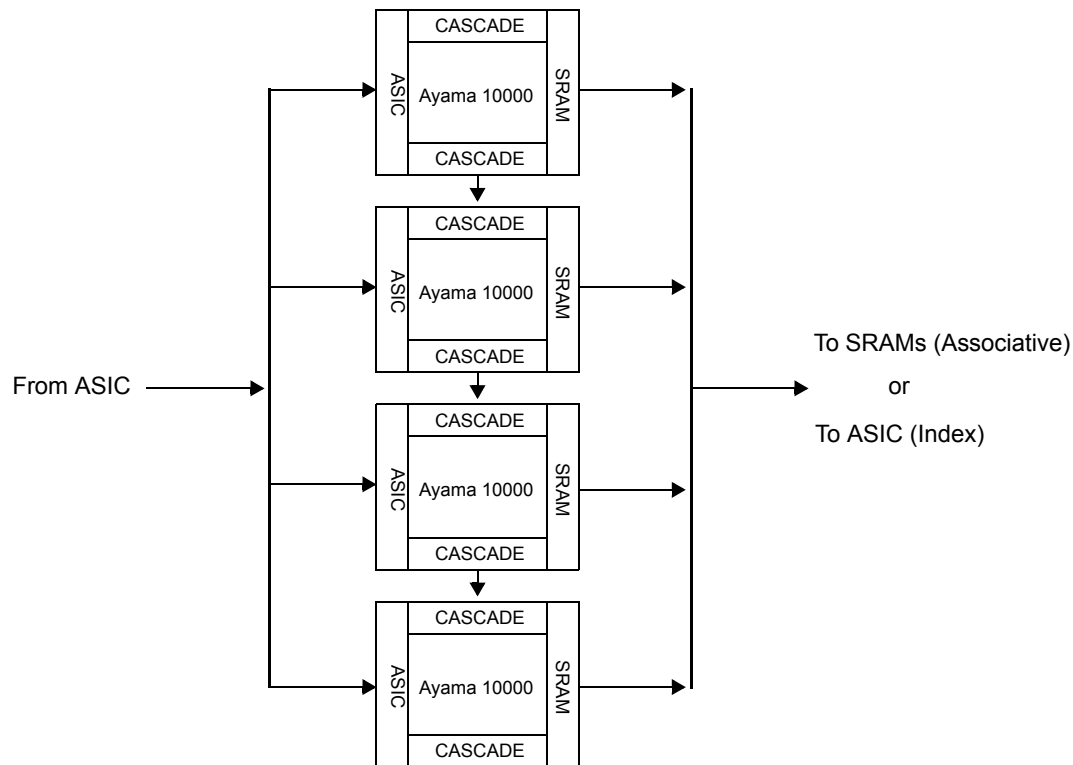 CASCADE
ASIC
Ayama 10000
SRAM
CASCADE
CASCADE
ASIC
Ayama 10000
SRAM
CASCADE
From ASIC
To SRAMs (Associative)
or
To ASIC (Index)
CASCADE
ASIC
Ayama 10000
SRAM
CASCADE
CASCADE
ASIC
Ayama 10000
SRAM
CASCADE